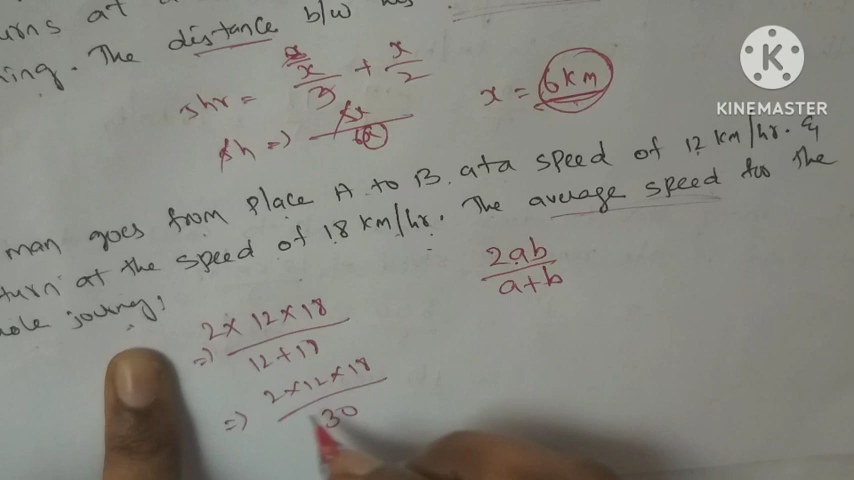 at a
ning. The distance b/w his
5hr = x/3 + x/2
x = 6km
KINEMASTER
man goes from place A to B at a speed of 12 km/hr. &
turn at the speed of 18 km/hr. The average speed for the
ole journey,
2ab/a+b
=> 2 × 12 × 18/12+18
=> 2×12×18/30